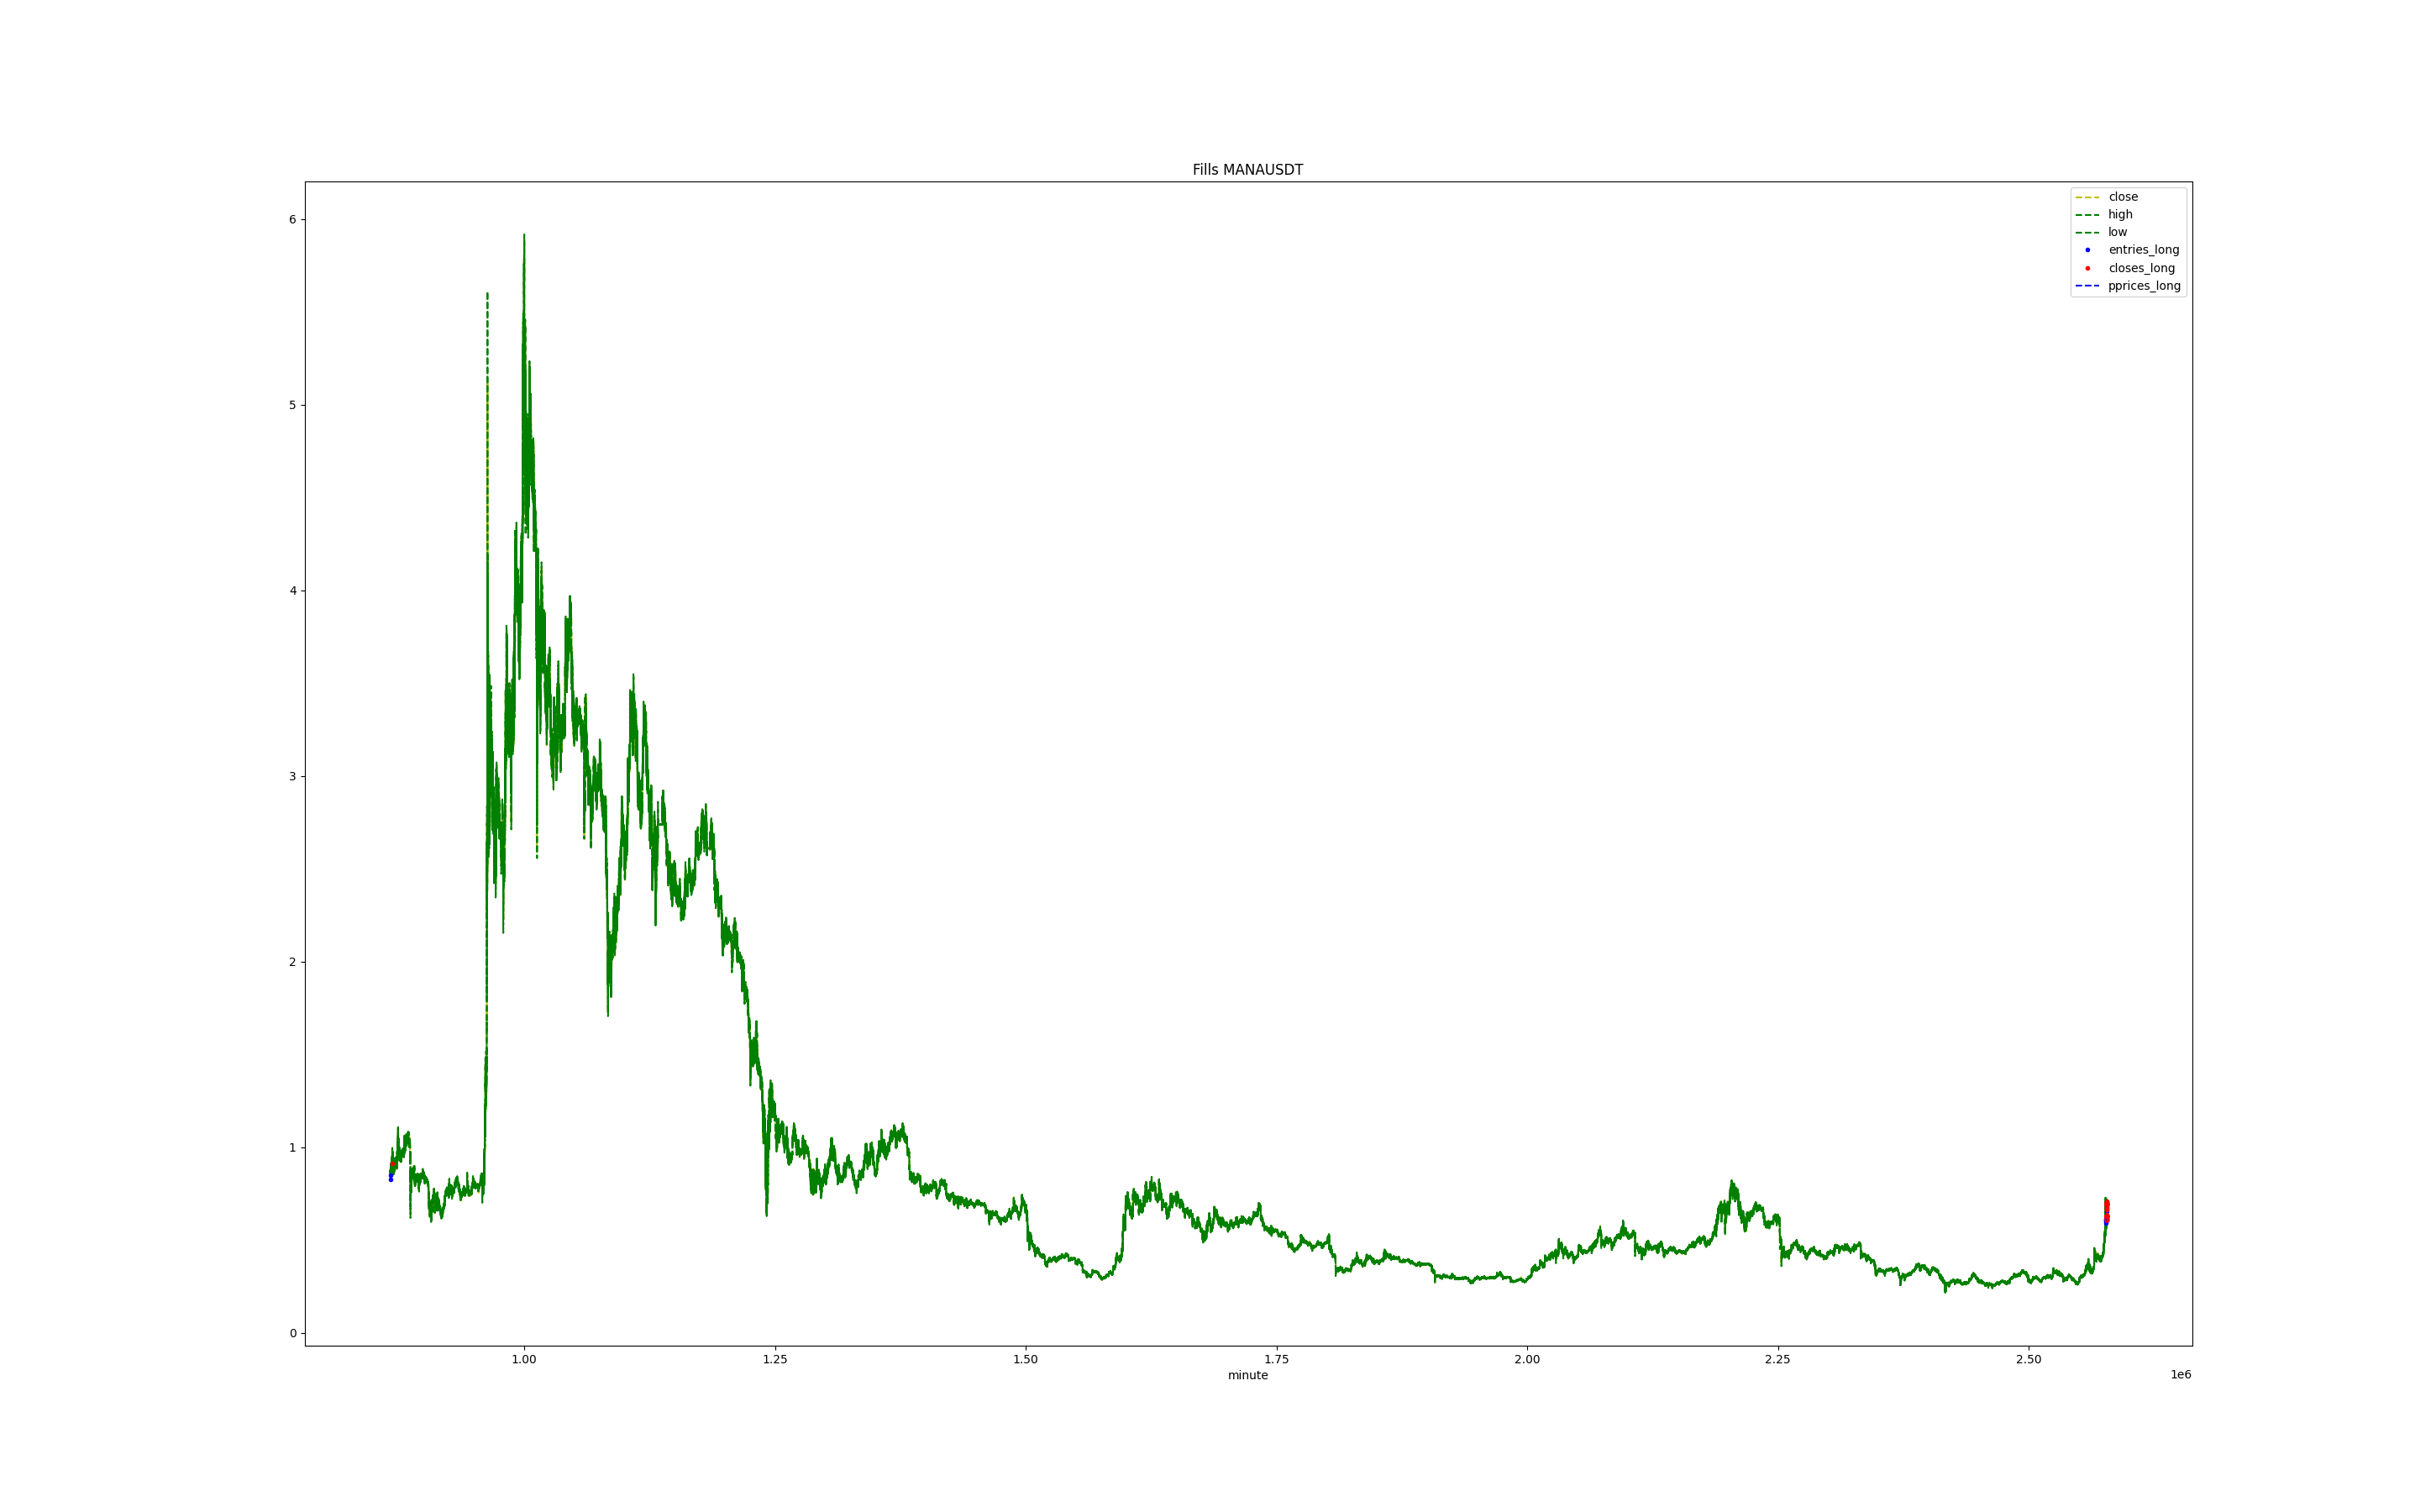 Fills MANAUSDT
close
high
low
entries_long
closes_long
pprices_long
6
5
4
3
2
1
0
1.00 1.25 1.50 1.75 2.00 2.25 2.50
minute
1e6